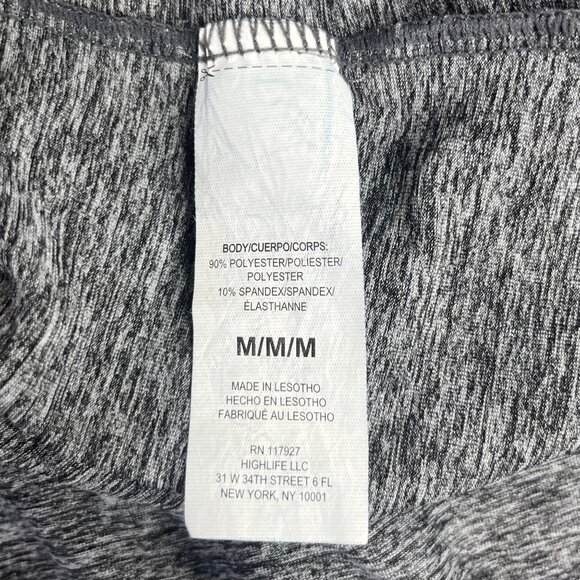 BODY/CUERPO/CORPS:
90% POLYESTER/POLIESTER/
POLYESTER
10% SPANDEX/SPANDEX/
ÉLASTHANNE
M/M/M
MADE IN LESOTHO
HECHO EN LESOTHO
FABRIQUÉ AU LESOTHO
RN 117927
HIGHLIFE LLC
31 W 34TH STREET 6 FL
NEW YORK, NY 10001